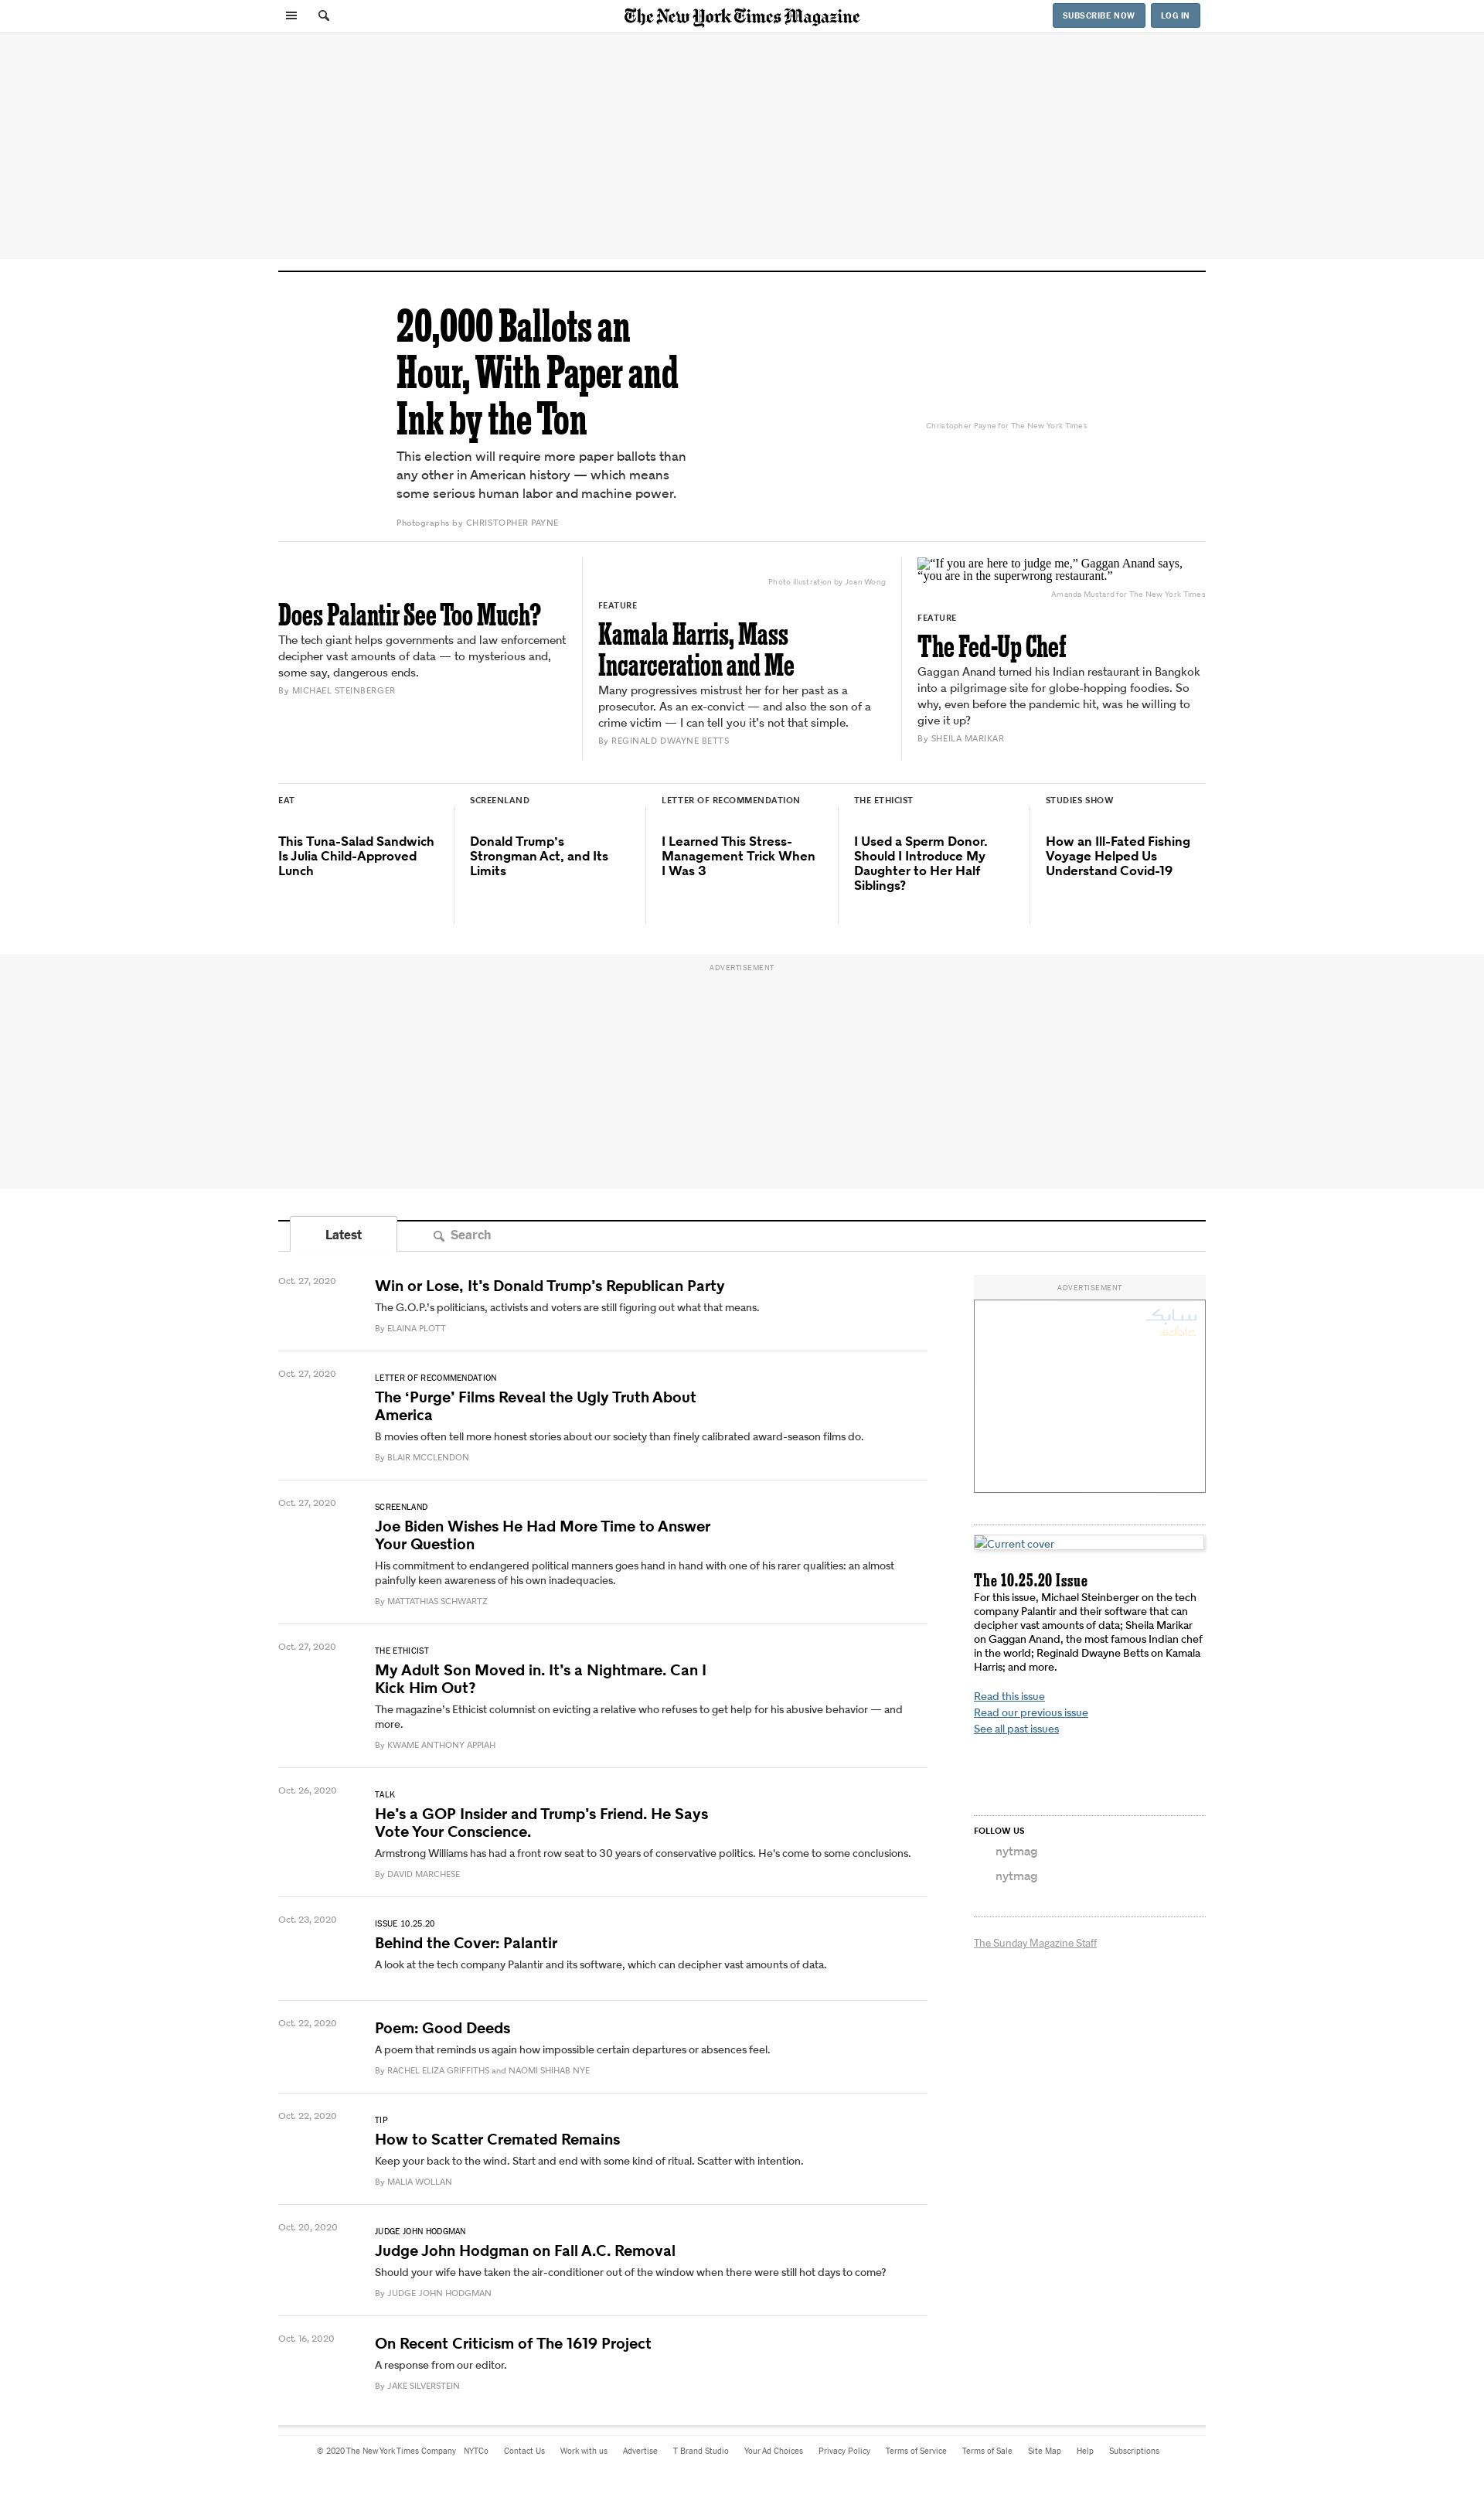 The New York Times Magazine
SUBSCRIBE NOW
LOG IN
20,000 Ballots an
Hour, With Paper and
Ink by the Ton
This election will require more paper ballots than
any other in American history — which means
some serious human labor and machine power.
Photographs by CHRISTOPHER PAYNE
Christopher Payne for The New York Times
Does Palantir See Too Much?
The tech giant helps governments and law enforcement
decipher vast amounts of data — to mysterious and,
some say, dangerous ends.
By MICHAEL STEINBERGER
Photo illustration by Joan Wong
FEATURE
Kamala Harris, Mass
Incarceration and Me
Many progressives mistrust her for her past as a
prosecutor. As an ex-convict — and also the son of a
crime victim — I can tell you it’s not that simple.
By REGINALD DWAYNE BETTS
“If you are here to judge me,” Gaggan Anand says,
“you are in the superwrong restaurant.”
Amanda Mustard for The New York Times
FEATURE
The Fed-Up Chef
Gaggan Anand turned his Indian restaurant in Bangkok
into a pilgrimage site for globe-hopping foodies. So
why, even before the pandemic hit, was he willing to
give it up?
By SHEILA MARIKAR
EAT
This Tuna-Salad Sandwich
Is Julia Child-Approved
Lunch
SCREENLAND
Donald Trump’s
Strongman Act, and Its
Limits
LETTER OF RECOMMENDATION
I Learned This Stress-
Management Trick When
I Was 3
THE ETHICIST
I Used a Sperm Donor.
Should I Introduce My
Daughter to Her Half
Siblings?
STUDIES SHOW
How an Ill-Fated Fishing
Voyage Helped Us
Understand Covid-19
ADVERTISEMENT
Latest
Search
Oct. 27, 2020
Win or Lose, It’s Donald Trump’s Republican Party
The G.O.P.’s politicians, activists and voters are still figuring out what that means.
By ELAINA PLOTT
Oct. 27, 2020
LETTER OF RECOMMENDATION
The ‘Purge’ Films Reveal the Ugly Truth About
America
B movies often tell more honest stories about our society than finely calibrated award-season films do.
By BLAIR MCCLENDON
Oct. 27, 2020
SCREENLAND
Joe Biden Wishes He Had More Time to Answer
Your Question
His commitment to endangered political manners goes hand in hand with one of his rarer qualities: an almost
painfully keen awareness of his own inadequacies.
By MATTATHIAS SCHWARTZ
Oct. 27, 2020
THE ETHICIST
My Adult Son Moved in. It’s a Nightmare. Can I
Kick Him Out?
The magazine’s Ethicist columnist on evicting a relative who refuses to get help for his abusive behavior — and
more.
By KWAME ANTHONY APPIAH
Oct. 26, 2020
TALK
He’s a GOP Insider and Trump’s Friend. He Says
Vote Your Conscience.
Armstrong Williams has had a front row seat to 30 years of conservative politics. He's come to some conclusions.
By DAVID MARCHESE
Oct. 23, 2020
ISSUE 10.25.20
Behind the Cover: Palantir
A look at the tech company Palantir and its software, which can decipher vast amounts of data.
Oct. 22, 2020
Poem: Good Deeds
A poem that reminds us again how impossible certain departures or absences feel.
By RACHEL ELIZA GRIFFITHS and NAOMI SHIHAB NYE
Oct. 22, 2020
TIP
How to Scatter Cremated Remains
Keep your back to the wind. Start and end with some kind of ritual. Scatter with intention.
By MALIA WOLLAN
Oct. 20, 2020
JUDGE JOHN HODGMAN
Judge John Hodgman on Fall A.C. Removal
Should your wife have taken the air-conditioner out of the window when there were still hot days to come?
By JUDGE JOHN HODGMAN
Oct. 16, 2020
On Recent Criticism of The 1619 Project
A response from our editor.
By JAKE SILVERSTEIN
ADVERTISEMENT
سابك
sabic
Current cover
The 10.25.20 Issue
For this issue, Michael Steinberger on the tech
company Palantir and their software that can
decipher vast amounts of data; Sheila Marikar
on Gaggan Anand, the most famous Indian chef
in the world; Reginald Dwayne Betts on Kamala
Harris; and more.
Read this issue
Read our previous issue
See all past issues
FOLLOW US
nytmag
nytmag
The Sunday Magazine Staff
© 2020 The New York Times Company NYTCo Contact Us Work with us Advertise T Brand Studio Your Ad Choices Privacy Policy Terms of Service Terms of Sale Site Map Help Subscriptions